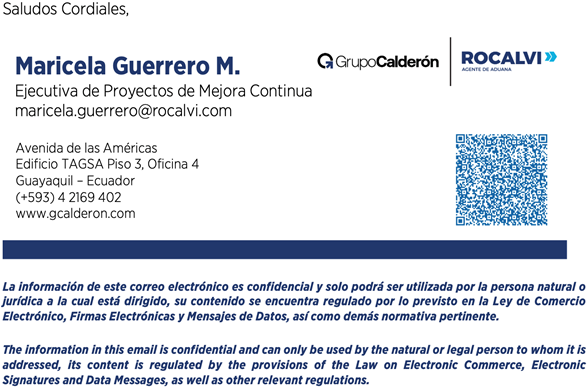 Saludos Cordiales,
Maricela Guerrero M.
Ejecutiva de Proyectos de Mejora Continua
maricela.guerrero@rocalvi.com
GrupoCalderón
ROCALVI
AGENTE DE ADUANA
Avenida de las Américas
Edificio TAGSA Piso 3, Oficina 4
Guayaquil – Ecuador
(+593) 4 2169 402
www.gcalderon.com
La información de este correo electrónico es confidencial y solo podrá ser utilizada por la persona natural o
jurídica a la cual está dirigido, su contenido se encuentra regulado por lo previsto en la Ley de Comercio
Electrónico, Firmas Electrónicas y Mensajes de Datos, así como demás normativa pertinente.
The information in this email is confidential and can only be used by the natural or legal person to whom it is
addressed, its content is regulated by the provisions of the Law on Electronic Commerce, Electronic
Signatures and Data Messages, as well as other relevant regulations.